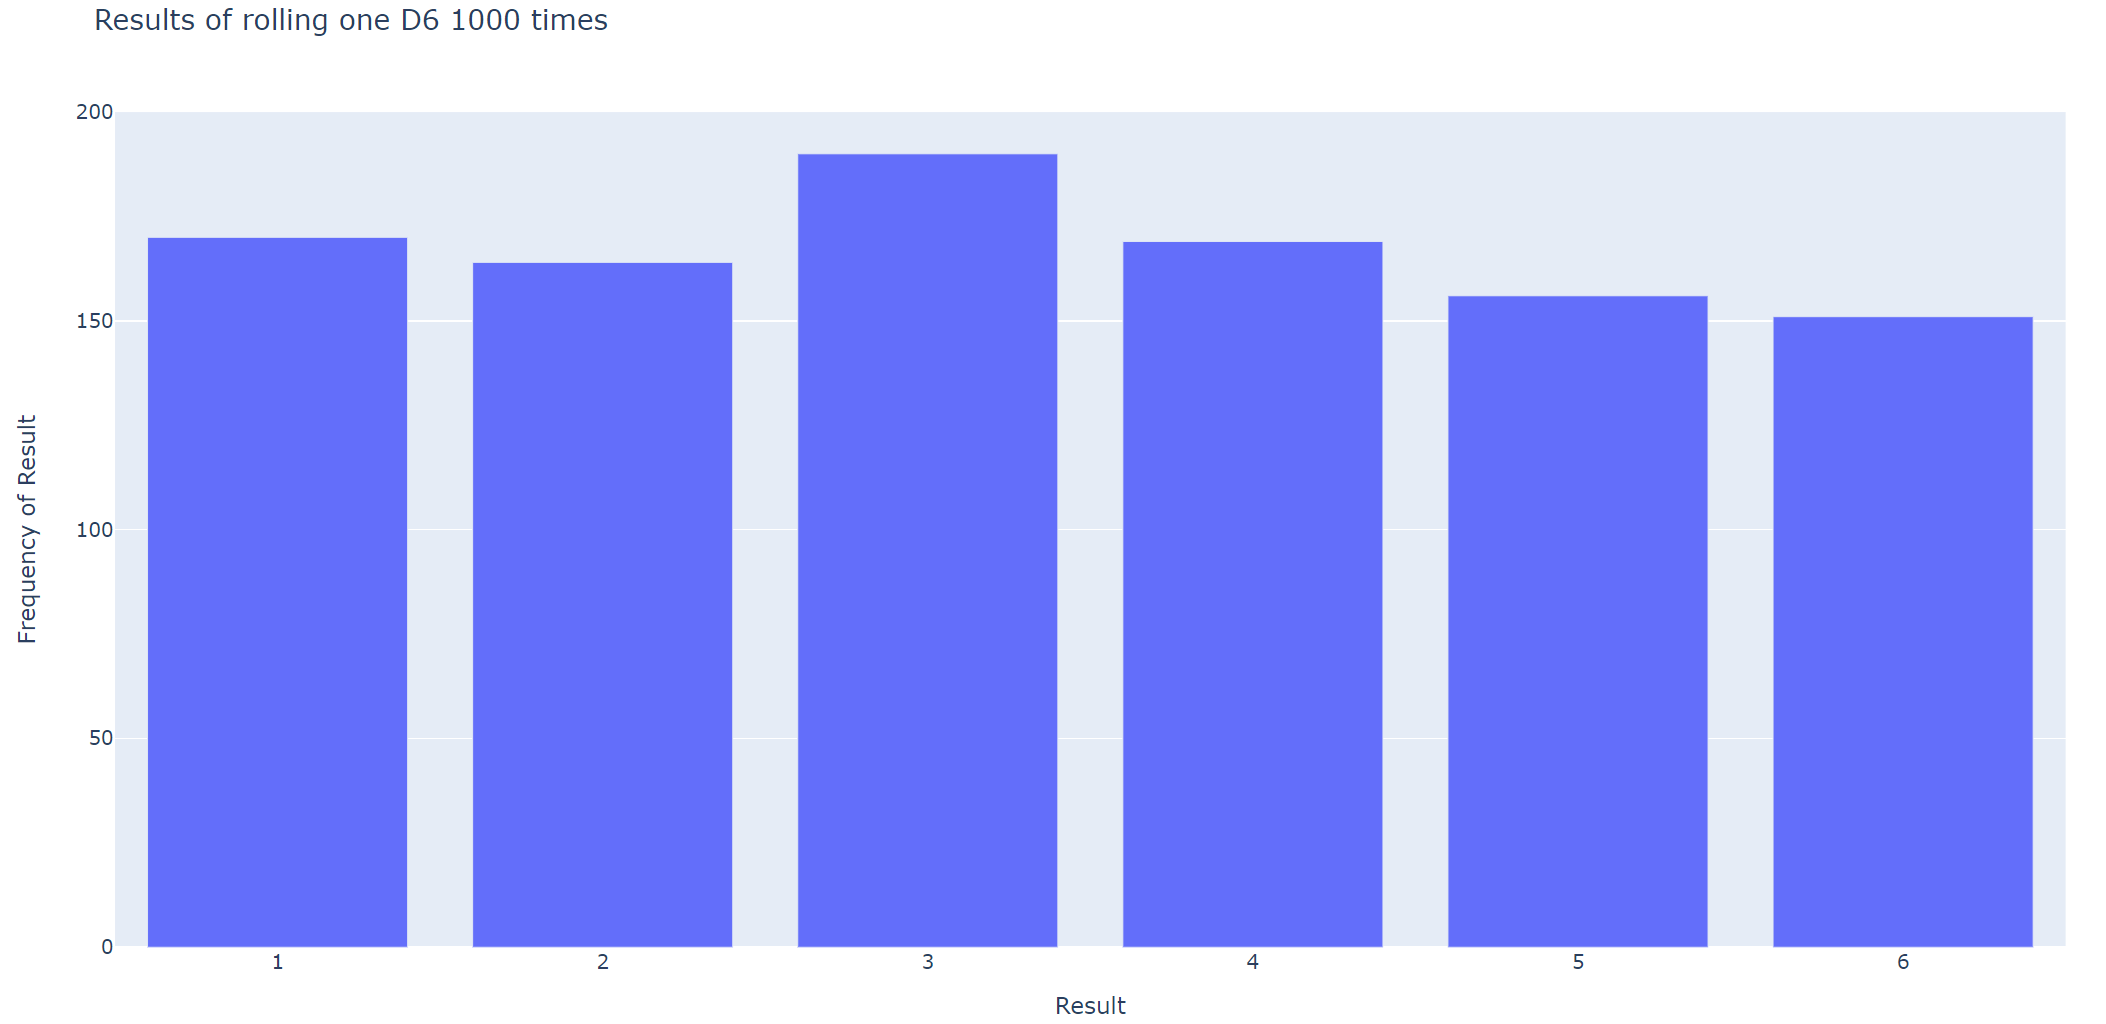 Results of rolling one D6 1000 times
200
150
100
50
0
Frequency of Result
1 2 3 4 5 6
Result